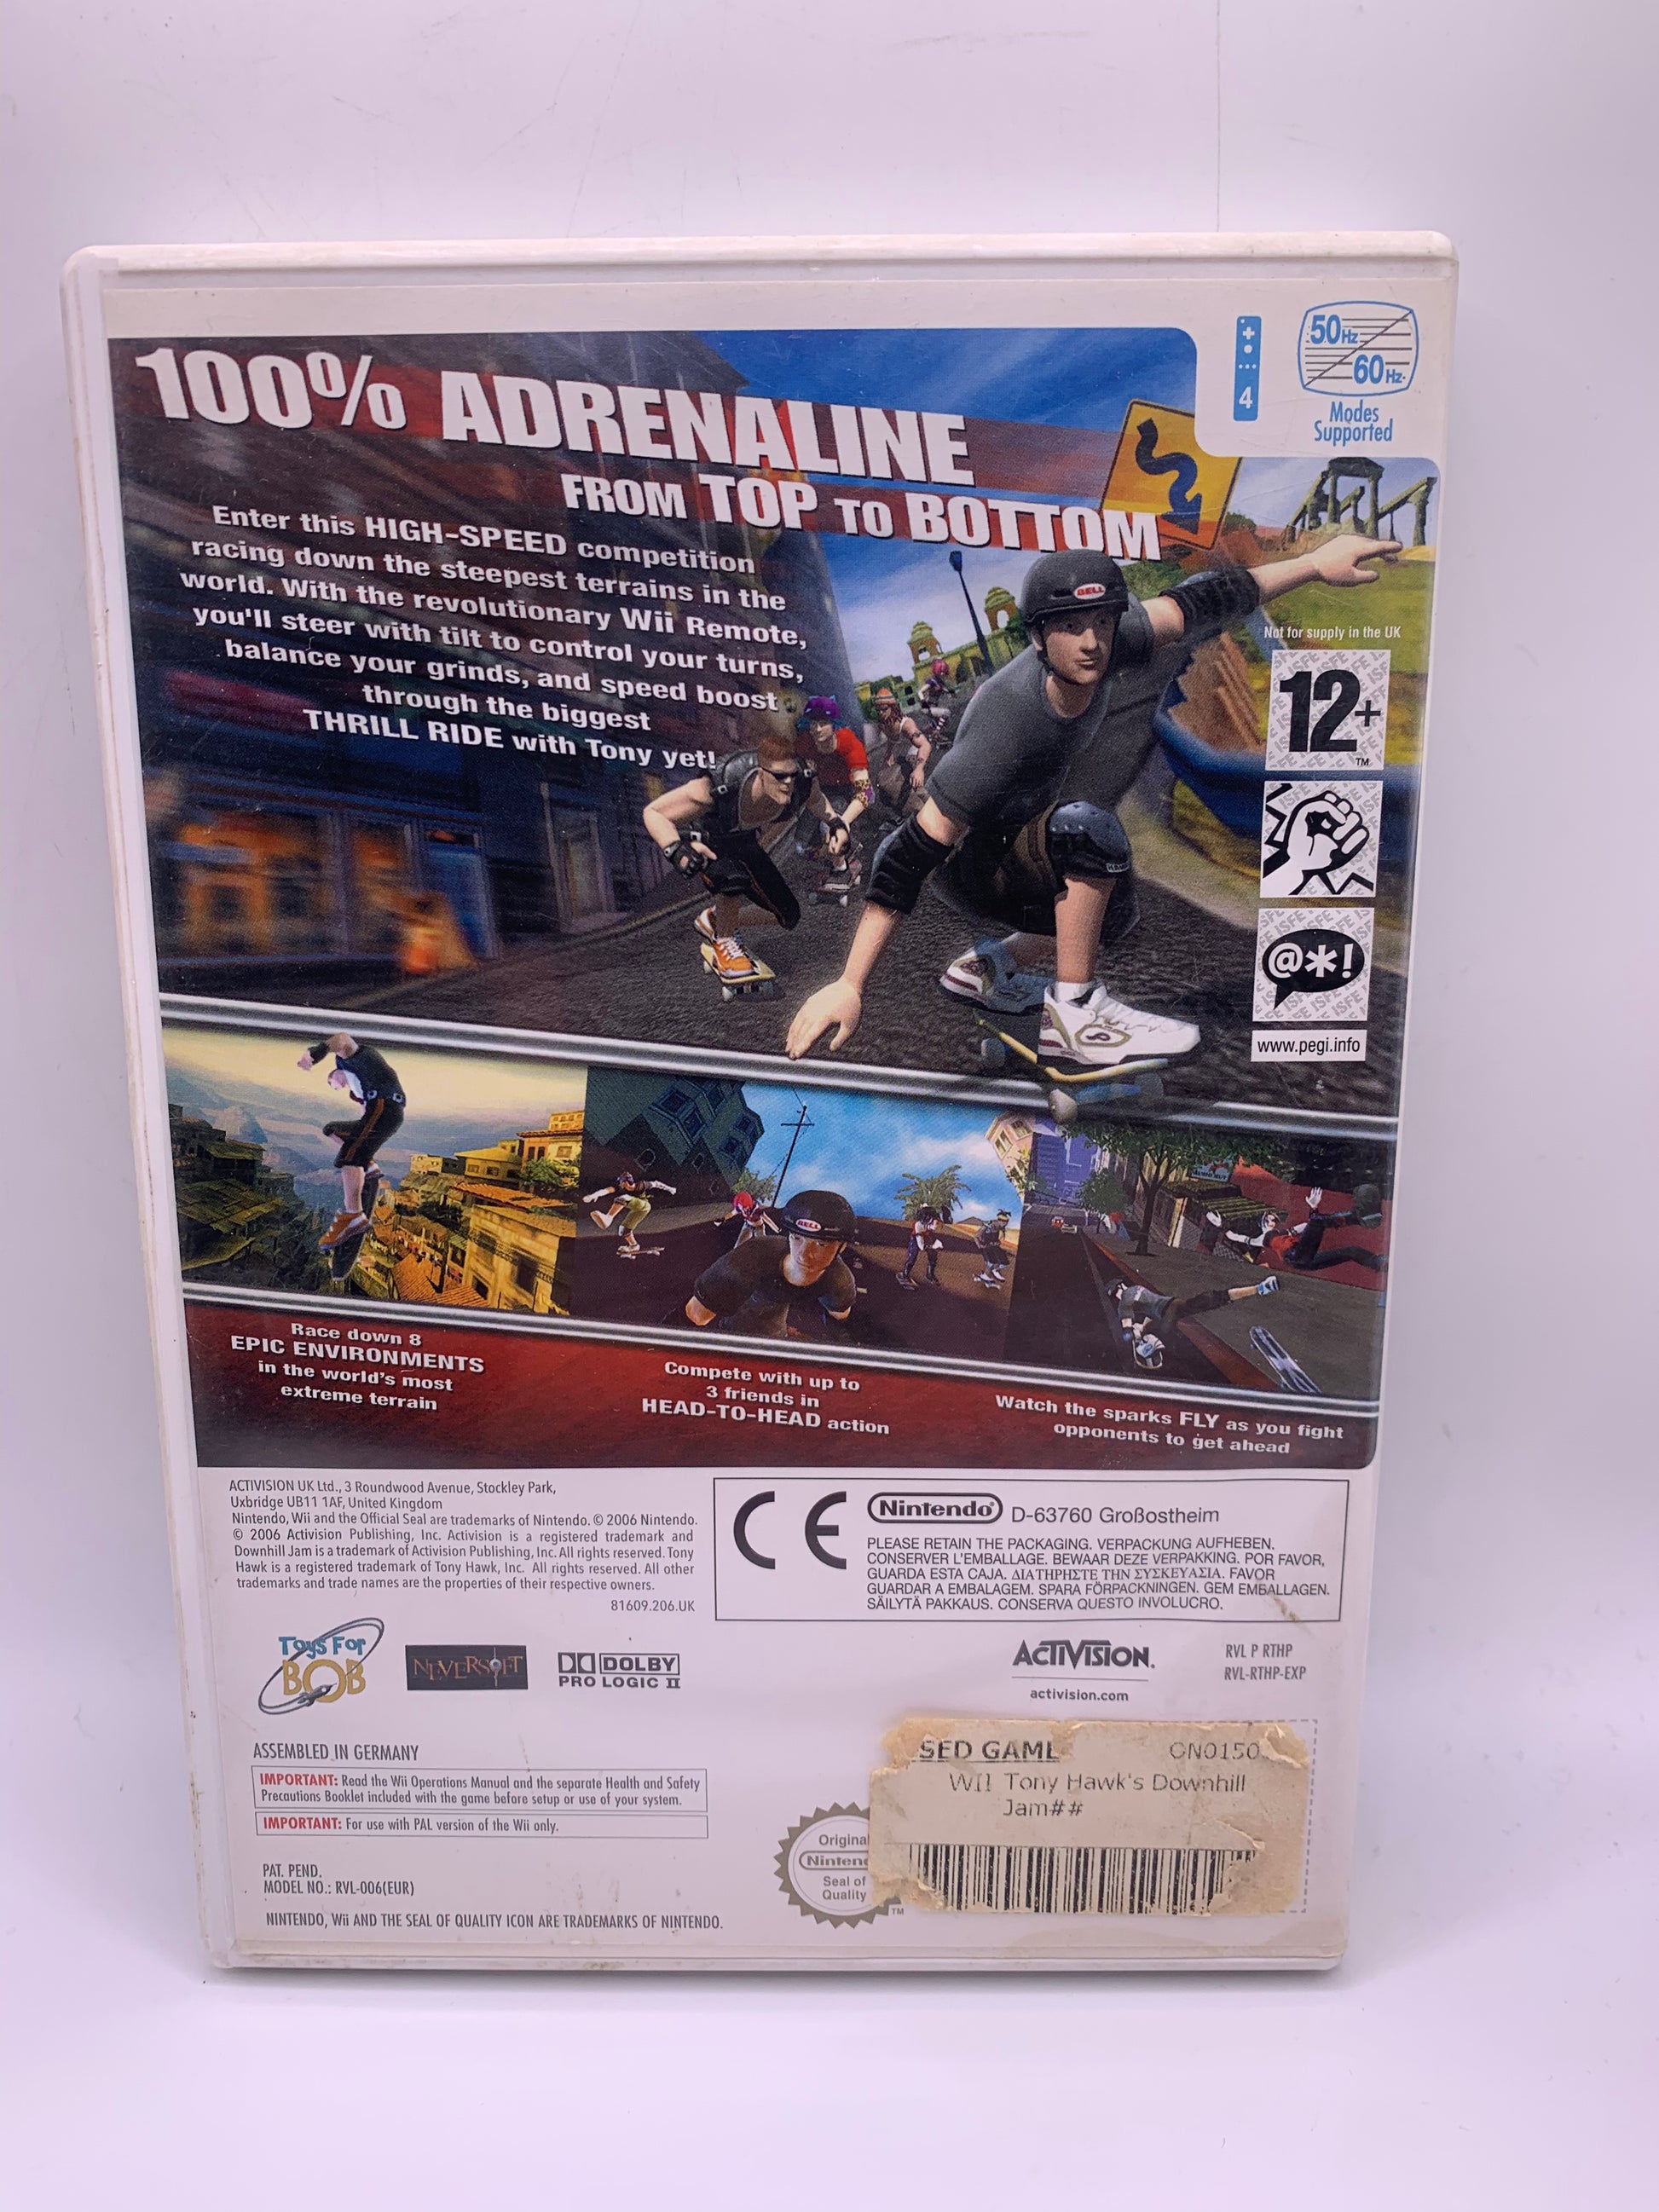 100% ADRENALINE
FROM TOP TO BOTTOM
Enter this HIGH-SPEED competition
racing down the steepest terrains in the
world. With the revolutionary Wii Remote,
you'll steer with tilt to control your turns,
balance your grinds, and speed boost
through the biggest
THRILL RIDE with Tony yet!
4
50Hz
60Hz
Modes
Supported
BELL
Not for supply in the UK
12+
TM
@*!
www.pegi.info
BELL
Race down 8
EPIC ENVIRONMENTS
in the world's most
extreme terrain
Compete with up to
3 friends in
HEAD-TO-HEAD action
Watch the sparks FLY as you fight
opponents to get ahead
ACTIVISION UK Ltd., 3 Roundwood Avenue, Stockley Park,
Uxbridge UB11 1AF, United Kingdom
Nintendo, Wii and the Official Seal are trademarks of Nintendo. © 2006 Nintendo.
© 2006 Activision Publishing, Inc. Activision is a registered trademark and
Downhill Jam is a trademark of Activision Publishing, Inc. All rights reserved. Tony
Hawk is a registered trademark of Tony Hawk, Inc. All rights reserved. All other
trademarks and trade names are the properties of their respective owners.
81609.206.UK
CE
Nintendo® D-63760 Großostheim
PLEASE RETAIN THE PACKAGING. VERPACKUNG AUFHEBEN.
CONSERVER L'EMBALLAGE. BEWAAR DEZE VERPAKKING. POR FAVOR,
GUARDA ESTA CAJA. ΔΙΑΤΗΡΗΣΤΕ ΤΗΝ ΣΥΣΚΕΥΑΣΙΑ. FAVOR
GUARDAR A EMBALAGEM. SPARA FÖRPACKNINGEN. GEM EMBALLAGEN.
SÄILYTÄ PAKKAUS. CONSERVA QUESTO INVOLUCRO.
Toys For
BOB
NEVERSOFT
DOLBY
PRO LOGIC II
ACTIVISION.
activision.com
RVL P RTHP
RVL-RTHP-EXP
ASSEMBLED IN GERMANY
IMPORTANT: Read the Wii Operations Manual and the separate Health and Safety
Precautions Booklet included with the game before setup or use of your system.
IMPORTANT: For use with PAL version of the Wii only.
PAT. PEND.
MODEL NO.: RVL-006(EUR)
NINTENDO, Wii AND THE SEAL OF QUALITY ICON ARE TRADEMARKS OF NINTENDO.
Original
Nintendo
Seal of
Quality
TM
SED GAME ON0150
WII Tony Hawk's Downhill
Jam##